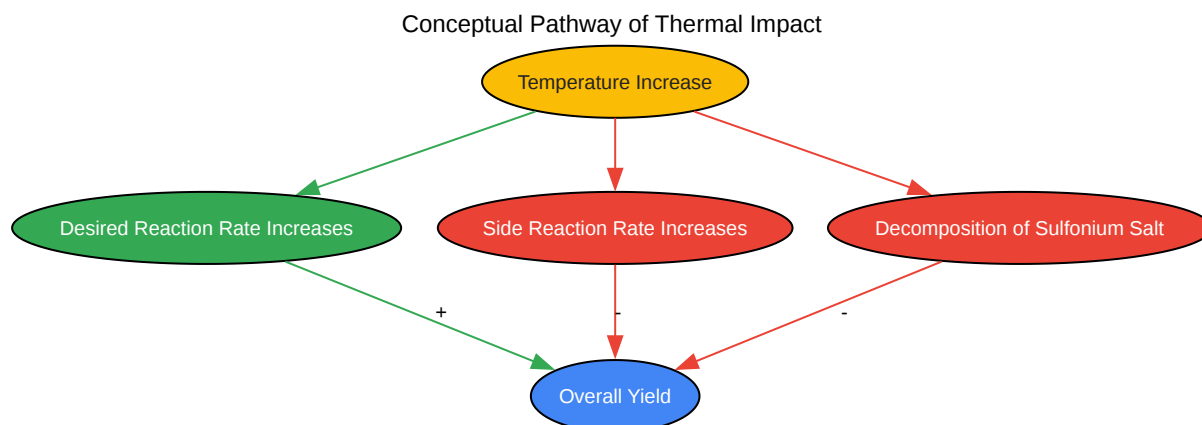 Conceptual Pathway of Thermal Impact
Temperature Increase
Desired Reaction Rate Increases
Side Reaction Rate Increases
Decomposition of Sulfonium Salt
+
-
-
Overall Yield